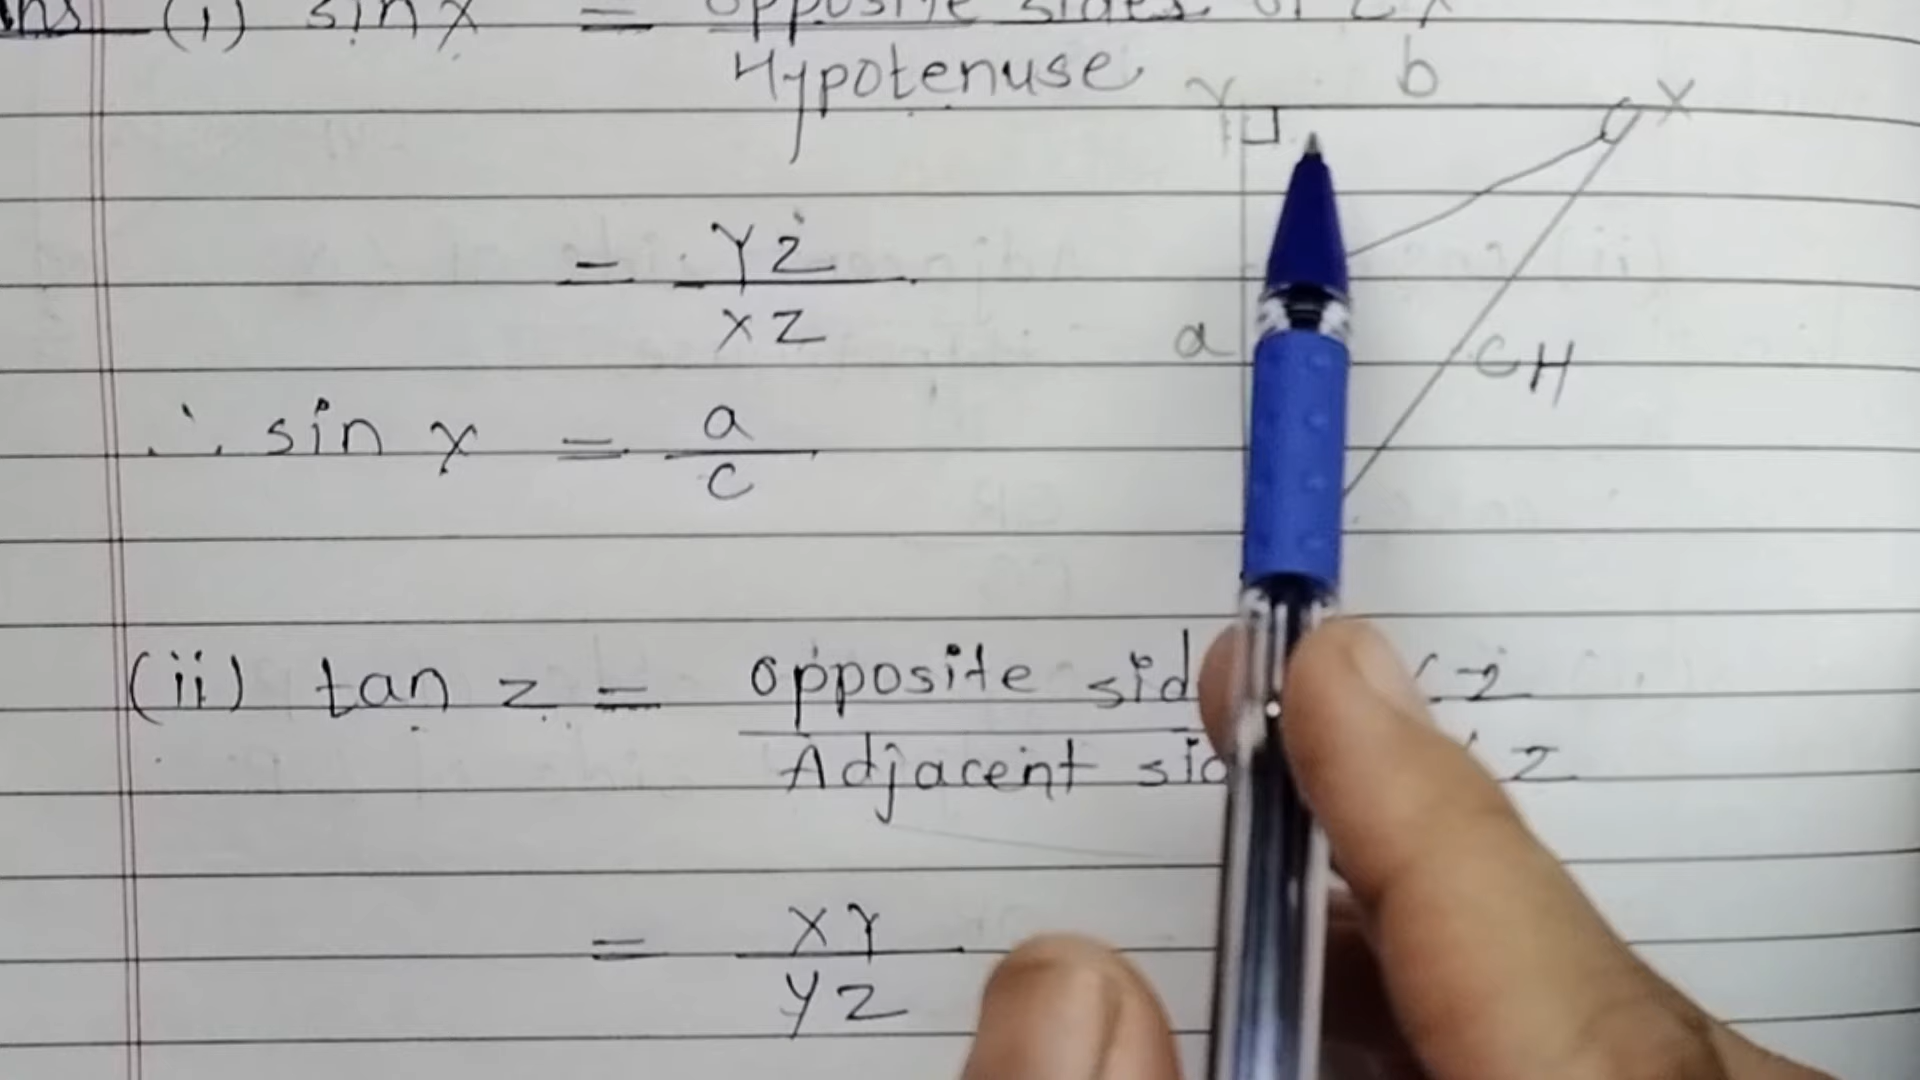 (i) sin x = opposite sides of ∠x
Hypotenuse
Y b X
= YZ
XZ
a C H
∴ sin x = a
c
(ii) tan z = opposite sid ∠ z
Adjacent sid ∠ z
= XY
YZ